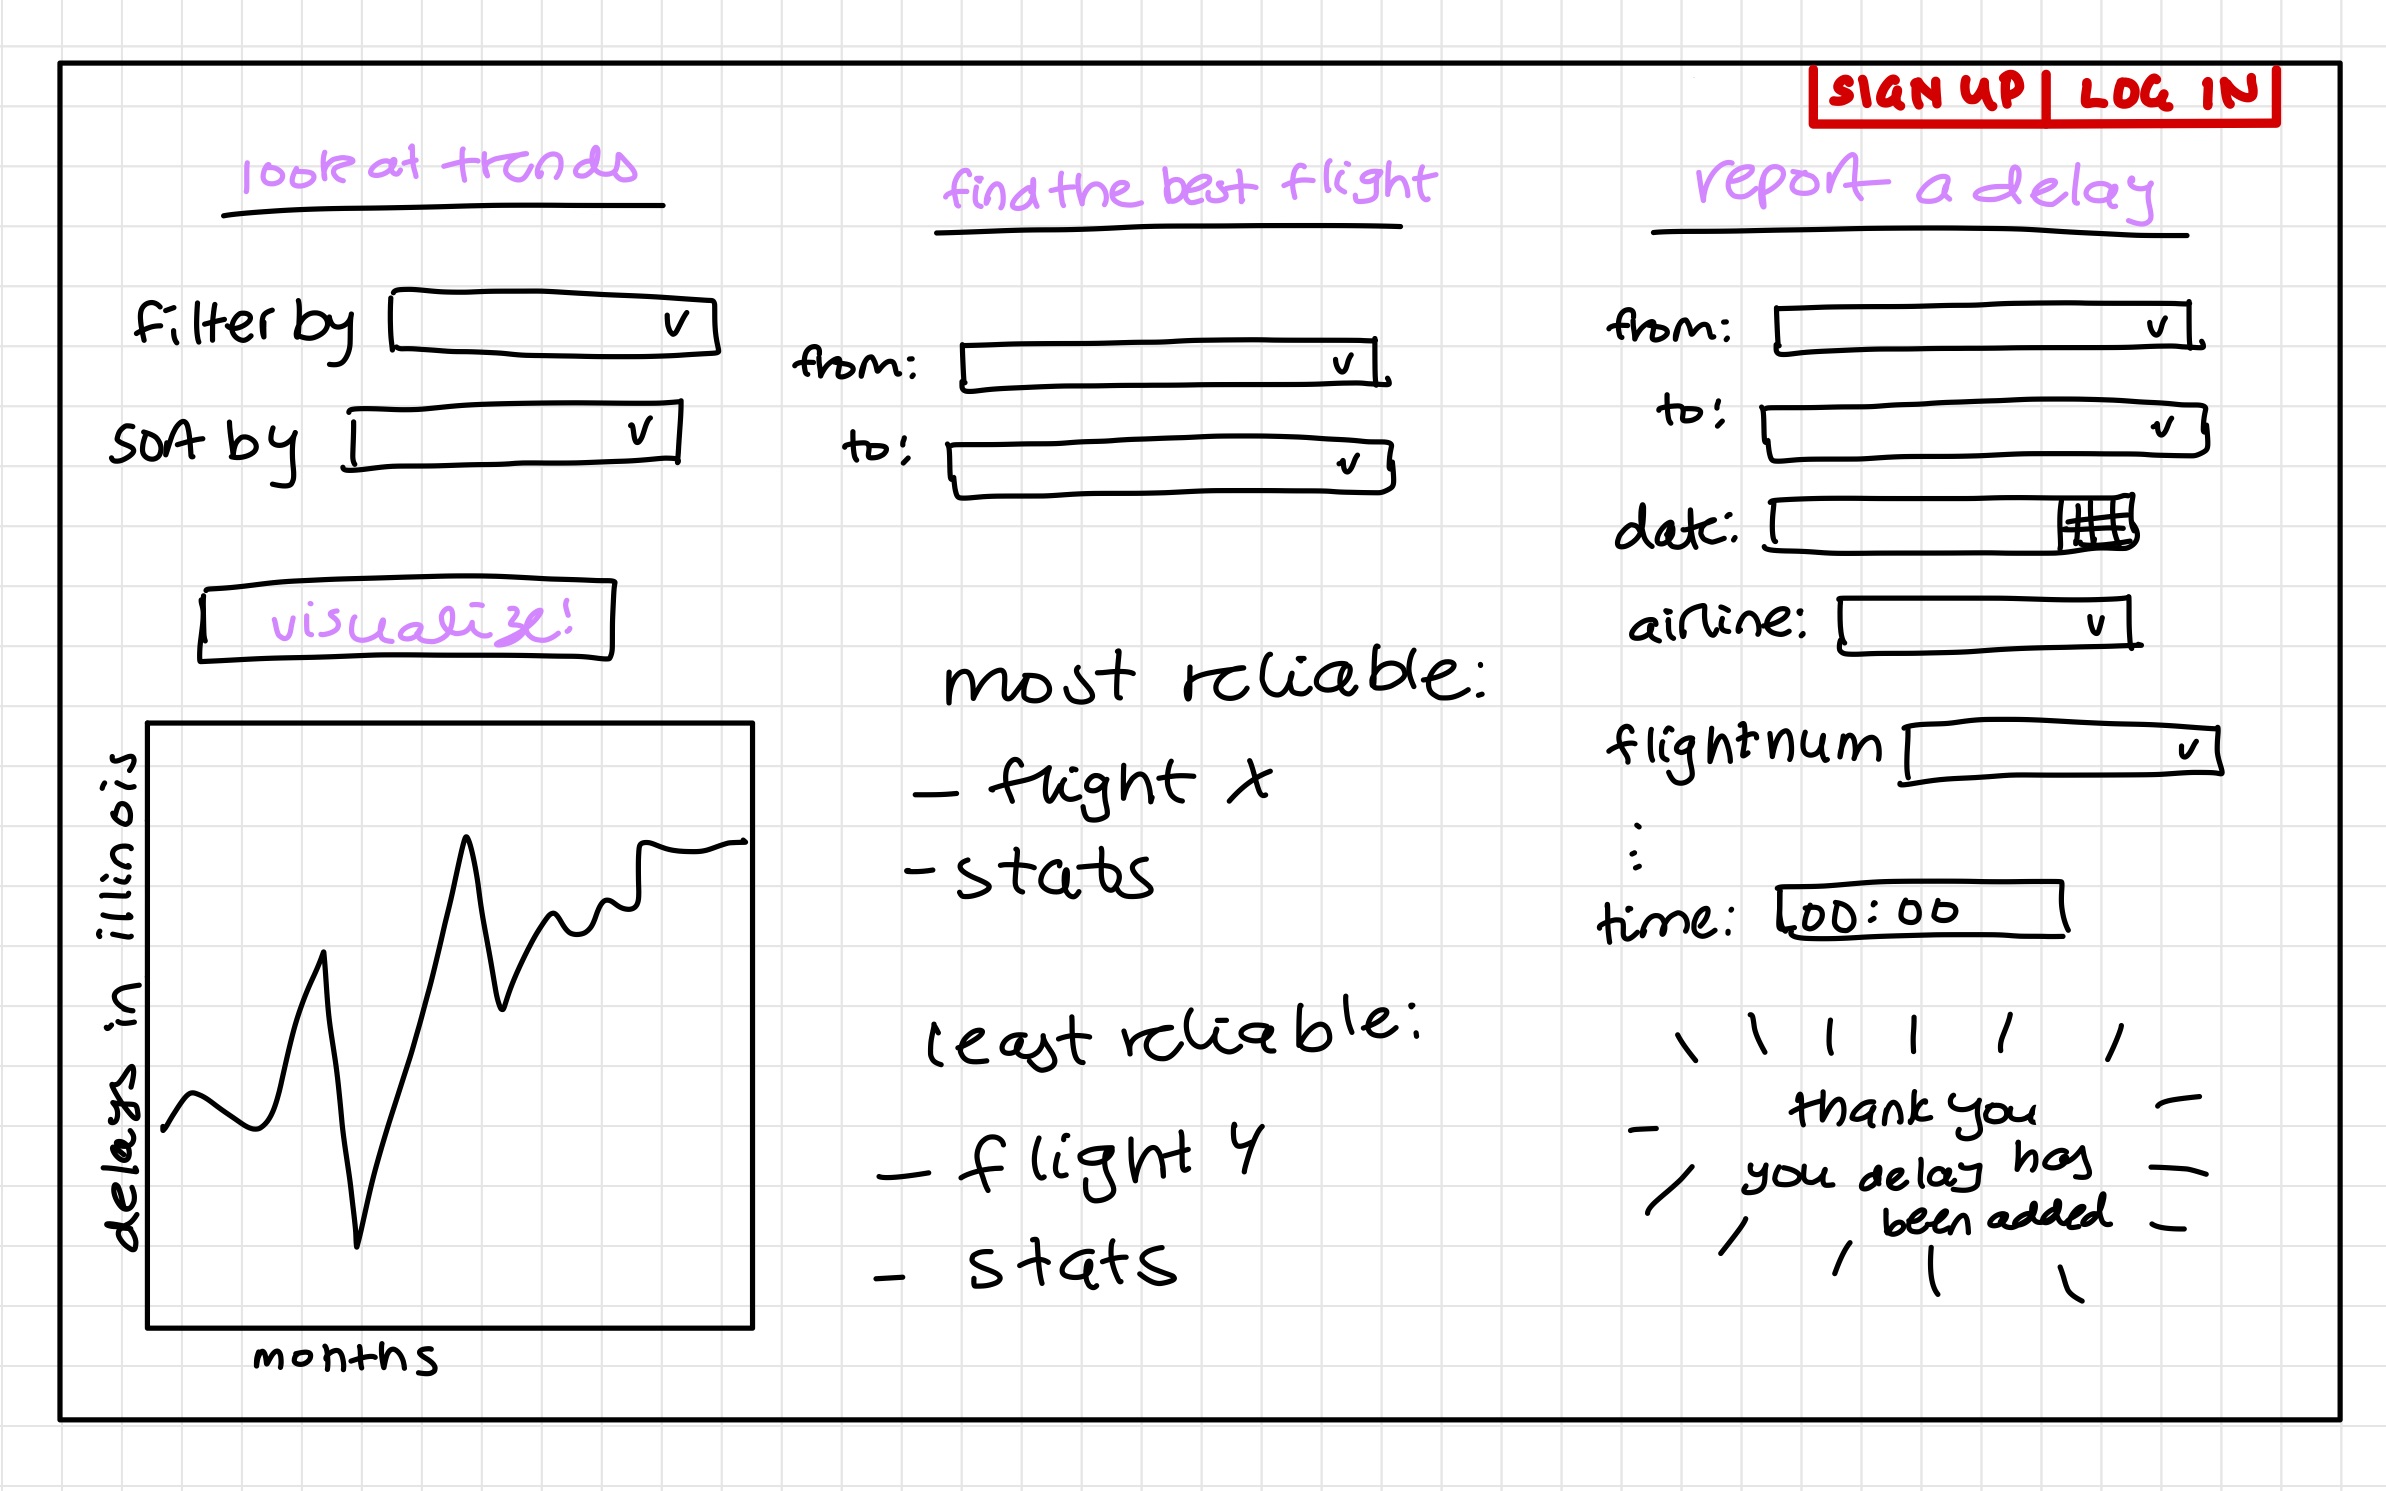 SIGN UP | LOG IN
look at trends
filter by
sort by
visualize!
delays in illinois
months
find the best flight
from:
to:
most reliable:
- flight x
- stats
least reliable:
- flight y
- stats
report a delay
from:
to:
date:
airline:
flightnum
time: 00:00
thank you
you delay has
been added